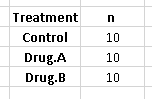 Treatment n
Control 10
Drug.A 10
Drug.B 10